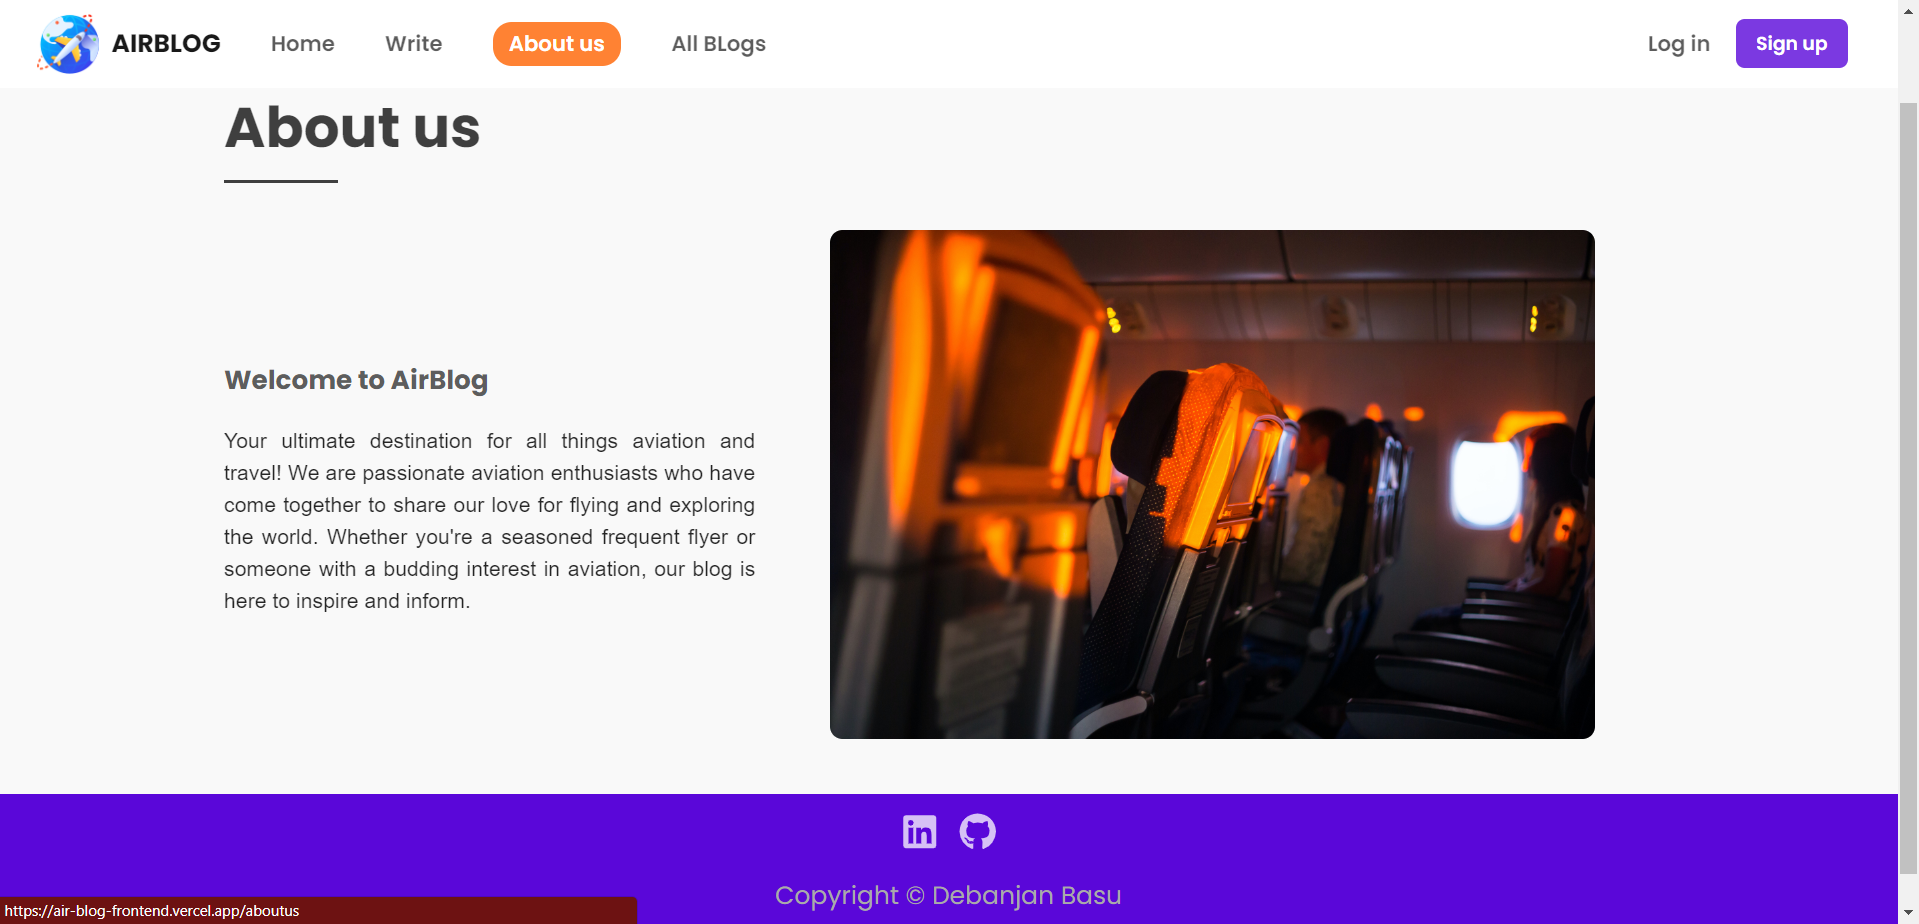 AIRBLOG
Home
Write
About us
All BLogs
Log in
Sign up
About us
Welcome to AirBlog
Your ultimate destination for all things aviation and
travel! We are passionate aviation enthusiasts who have
come together to share our love for flying and exploring
the world. Whether you're a seasoned frequent flyer or
someone with a budding interest in aviation, our blog is
here to inspire and inform.
in
Copyright © Debanjan Basu
https://air-blog-frontend.vercel.app/aboutus